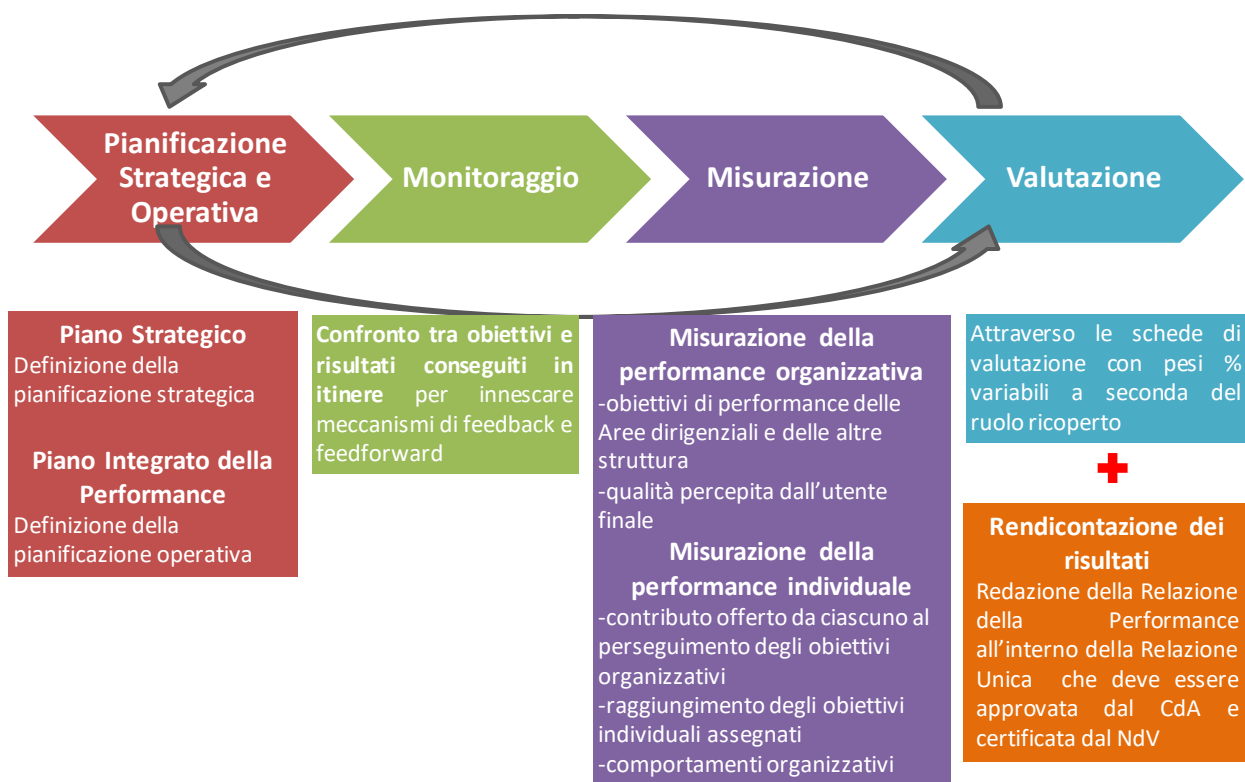 Pianificazione
Strategica e
Operativa
Monitoraggio
Misurazione
Valutazione
Piano Strategico
Definizione della
pianificazione strategica
Piano Integrato della
Performance
Definizione della
pianificazione operativa
Confronto tra obiettivi e
risultati conseguiti in
itinere per innescare
meccanismi di feedback e
feedforward
Misurazione della
performance organizzativa
-obiettivi di performance delle
Aree dirigenziali e delle altre
struttura
-qualità percepita dall'utente
finale
Misurazione della
performance individuale
-contributo offerto da ciascuno al
perseguimento degli obiettivi
organizzativi
-raggiungimento degli obiettivi
individuali assegnati
-comportamenti organizzativi
Attraverso le schede di
valutazione con pesi %
variabili a seconda del
ruolo ricoperto
Rendicontazione dei
risultati
Redazione della Relazione
della Performance
all'interno della Relazione
Unica che deve essere
approvata dal CdA e
certificata dal NdV